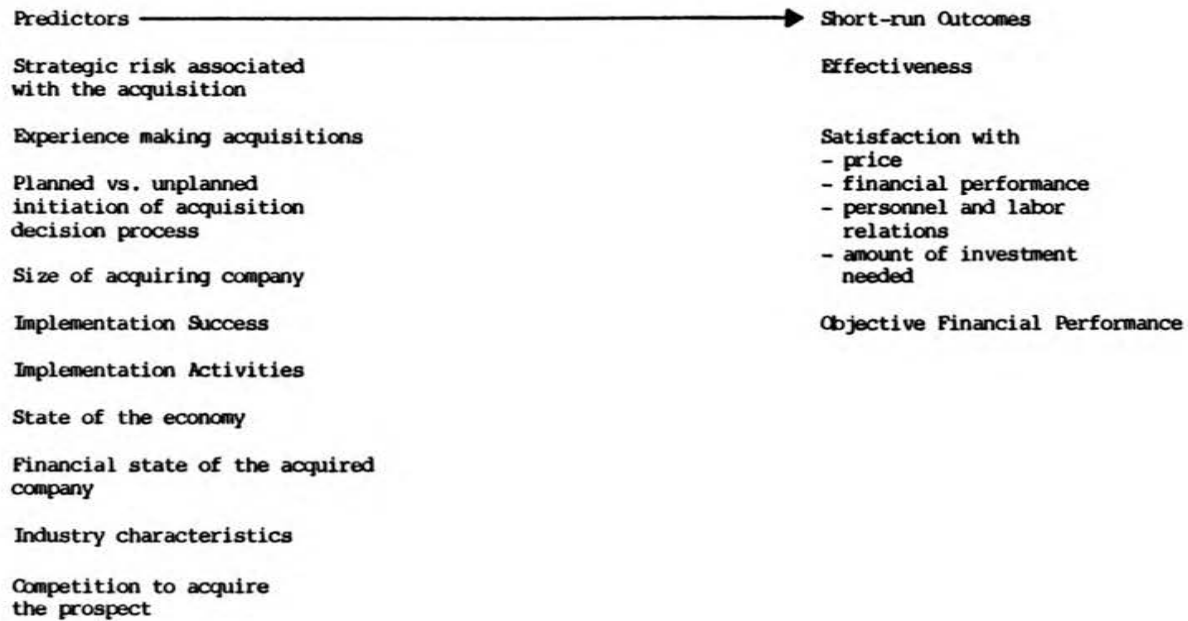 Predictors
Strategic risk associated
with the acquisition
Experience making acquisitions
Planned vs. unplanned
initiation of acquisition
decision process
Size of acquiring company
Implementation Success
Implementation Activities
State of the economy
Financial state of the acquired
company
Industry characteristics
Competition to acquire
the prospect
Short-run Outcomes
Effectiveness
Satisfaction with
- price
- financial performance
- personnel and labor
relations
- amount of investment
needed
Objective Financial Performance